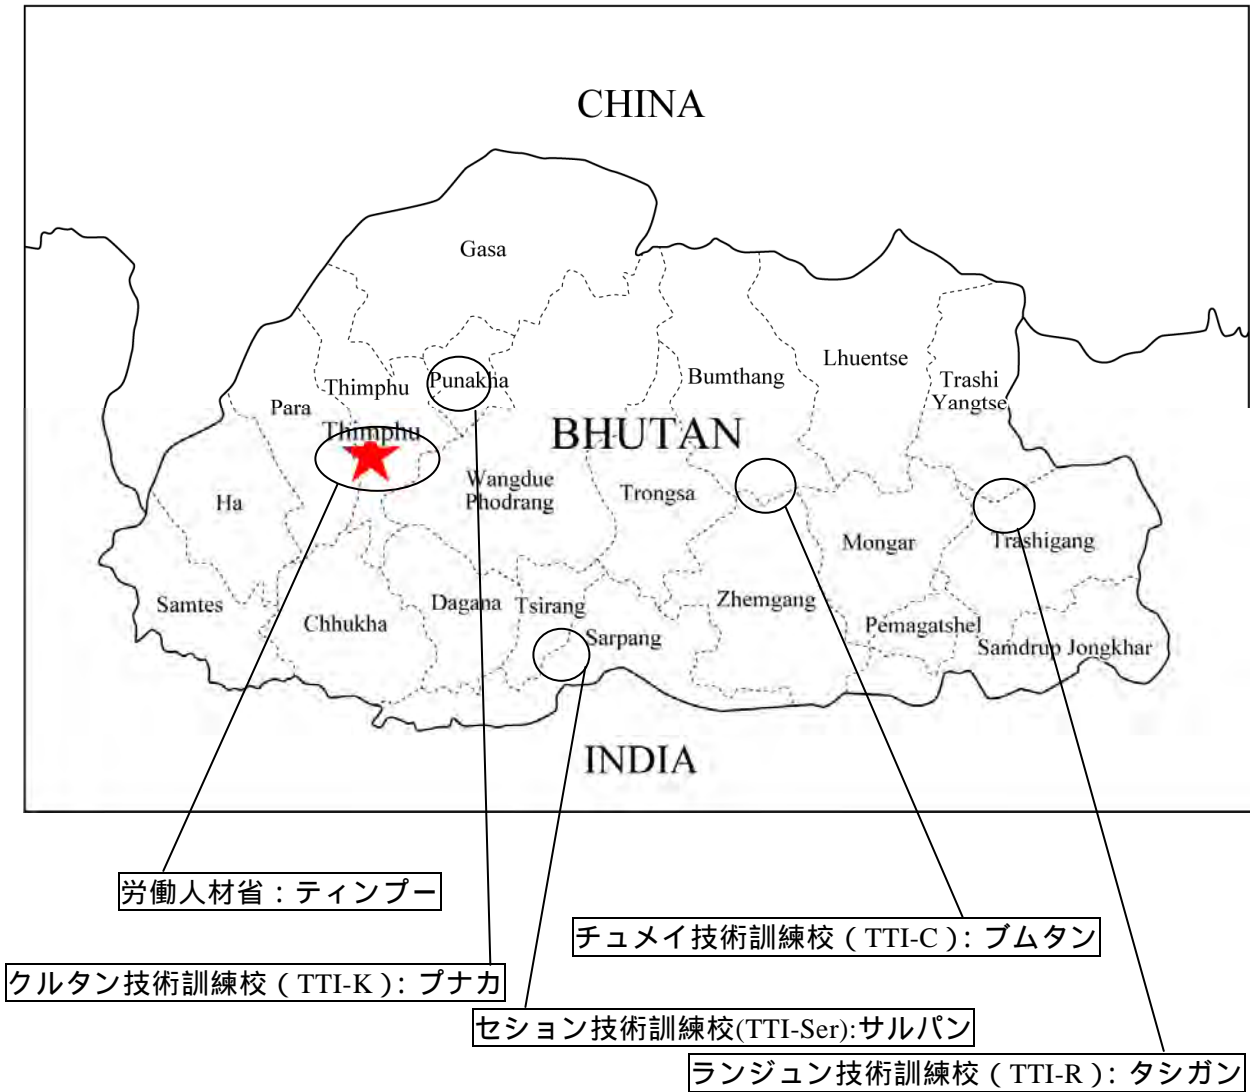 CHINA
Gasa
Lhuentse
Bumthang
Trashi
Yangtse
Punakha
Thimphu
Para
Thimphu
BHUTAN
Wangdue
Phodrang
Trongsa
Ha
Mongar
Trashigang
Samtes
Chhukha
Dagana
Tsirang
Sarpang
Zhemgang
Pemagatshel
Samdrup Jongkhar
INDIA
労働人材省：ティンプー
チュメイ技術訓練校（TTI-C）：ブムタン
クルタン技術訓練校（TTI-K）：プナカ
セション技術訓練校(TTI-Ser):サルパン
ランジュン技術訓練校（TTI-R）：タシガン